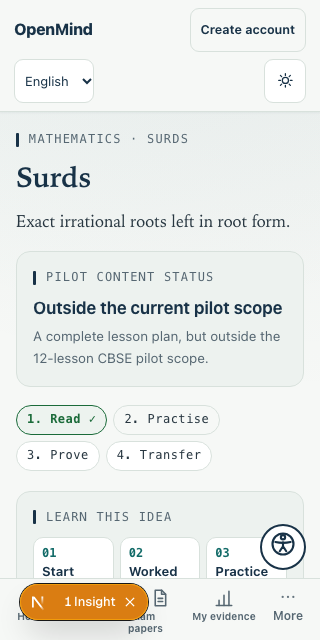 OpenMind
Create account
English
MATHEMATICS · SURDS
Surds
Exact irrational roots left in root form.
PILOT CONTENT STATUS
Outside the current pilot scope
A complete lesson plan, but outside the
12-lesson CBSE pilot scope.
1. Read ✓
2. Practise
3. Prove
4. Transfer
LEARN THIS IDEA
01
Start
02
Worked
03
Practice
N
1 Insight
papers
My evidence
More